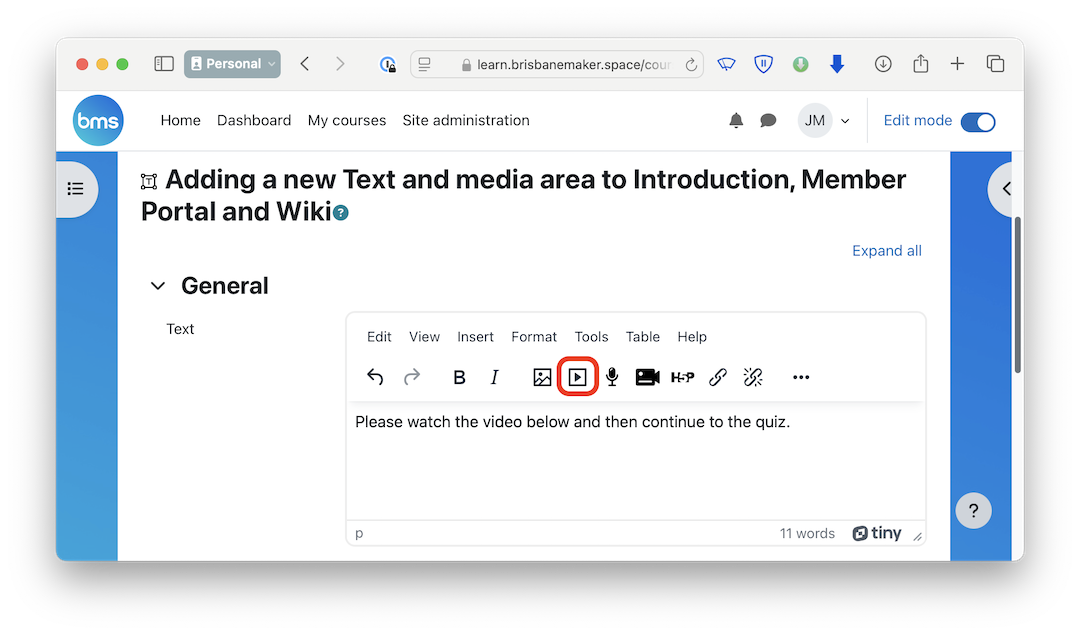 Personal
learn.brisbanemaker.space/cour
bms
Home Dashboard My courses Site administration
JM
Edit mode
Adding a new Text and media area to Introduction, Member
Portal and Wiki ?
Expand all
General
Text
Edit View Insert Format Tools Table Help
B I H5P ...
Please watch the video below and then continue to the quiz.
p
11 words
tiny
?